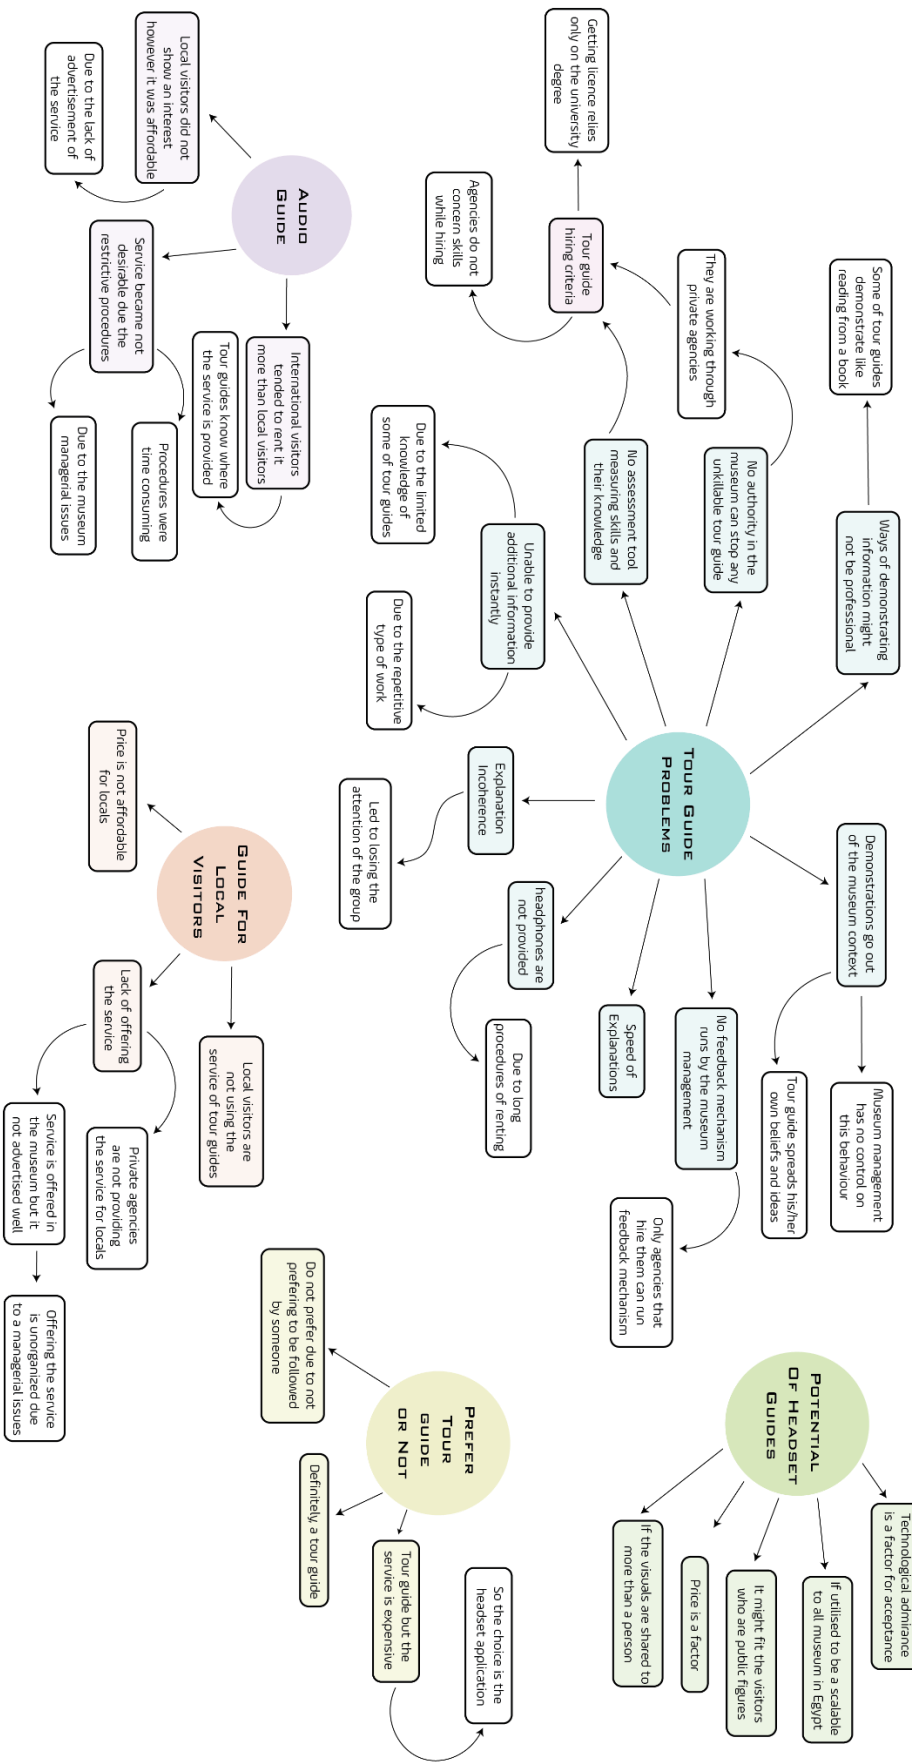 Some of tour guides
demonstrate like
reading from a book
Ways of demonstrating
information might
not be professional
They are working through
private agencies
No authority in the
museum can stop any
unkillable tour guide
Getting licence relies
only on the university
degree
Tour guide
hiring criteria
Agencies do not
concern skills
while hiring
No assessment tool
measuring skills and
their knowledge
Due to the limited
knowledge of
some of tour guides
Unable to provide
additional information
instantly
Due to the repetitive
type of work
TOUR GUIDE
PROBLEMS
Demonstrations go out
of the museum context
Museum management
has no control on
this behaviour
Tour guide spreads his/her
own beliefs and ideas
No feedback mechanism
runs by the museum
management
Only agencies that
hire them can run
feedback mechanism
Speed of
Explanations
headphones are
not provided
Due to long
procedures of renting
Explanation
Incoherence
Led to losing the
attention of the group
POTENTIAL
OF HEADSET
GUIDES
Technological admirance
is a factor for acceptance
If utilised to be a scalable
to all museum in Egypt
It might fit the visitors
who are public figures
Price is a factor
If the visuals are shared to
more than a person
AUDIO
GUIDE
Local visitors did not
show an interest
however it was affordable
Due to the lack of
advertisement of
the service
International visitors
tended to rent it
more than local visitors
Tour guides know where
the service is provided
Service became not
desirable due the
restrictive procedures
Procedures were
time consuming
Due to the museum
managerial issues
GUIDE FOR
LOCAL
VISITORS
Price is not affordable
for locals
Local visitors are
not using the
service of tour guides
Lack of offering
the service
Private agencies
are not providing
the service for locals
Service is offered in
the museum but it
not advertised well
Offering the service
is unorganized due
to a managerial issues
PREFER
TOUR
GUIDE
OR NOT
Do not prefer due to not
prefering to be followed
by someone
Definitely, a tour guide
Tour guide but the
service is expensive
So the choice is the
headset application